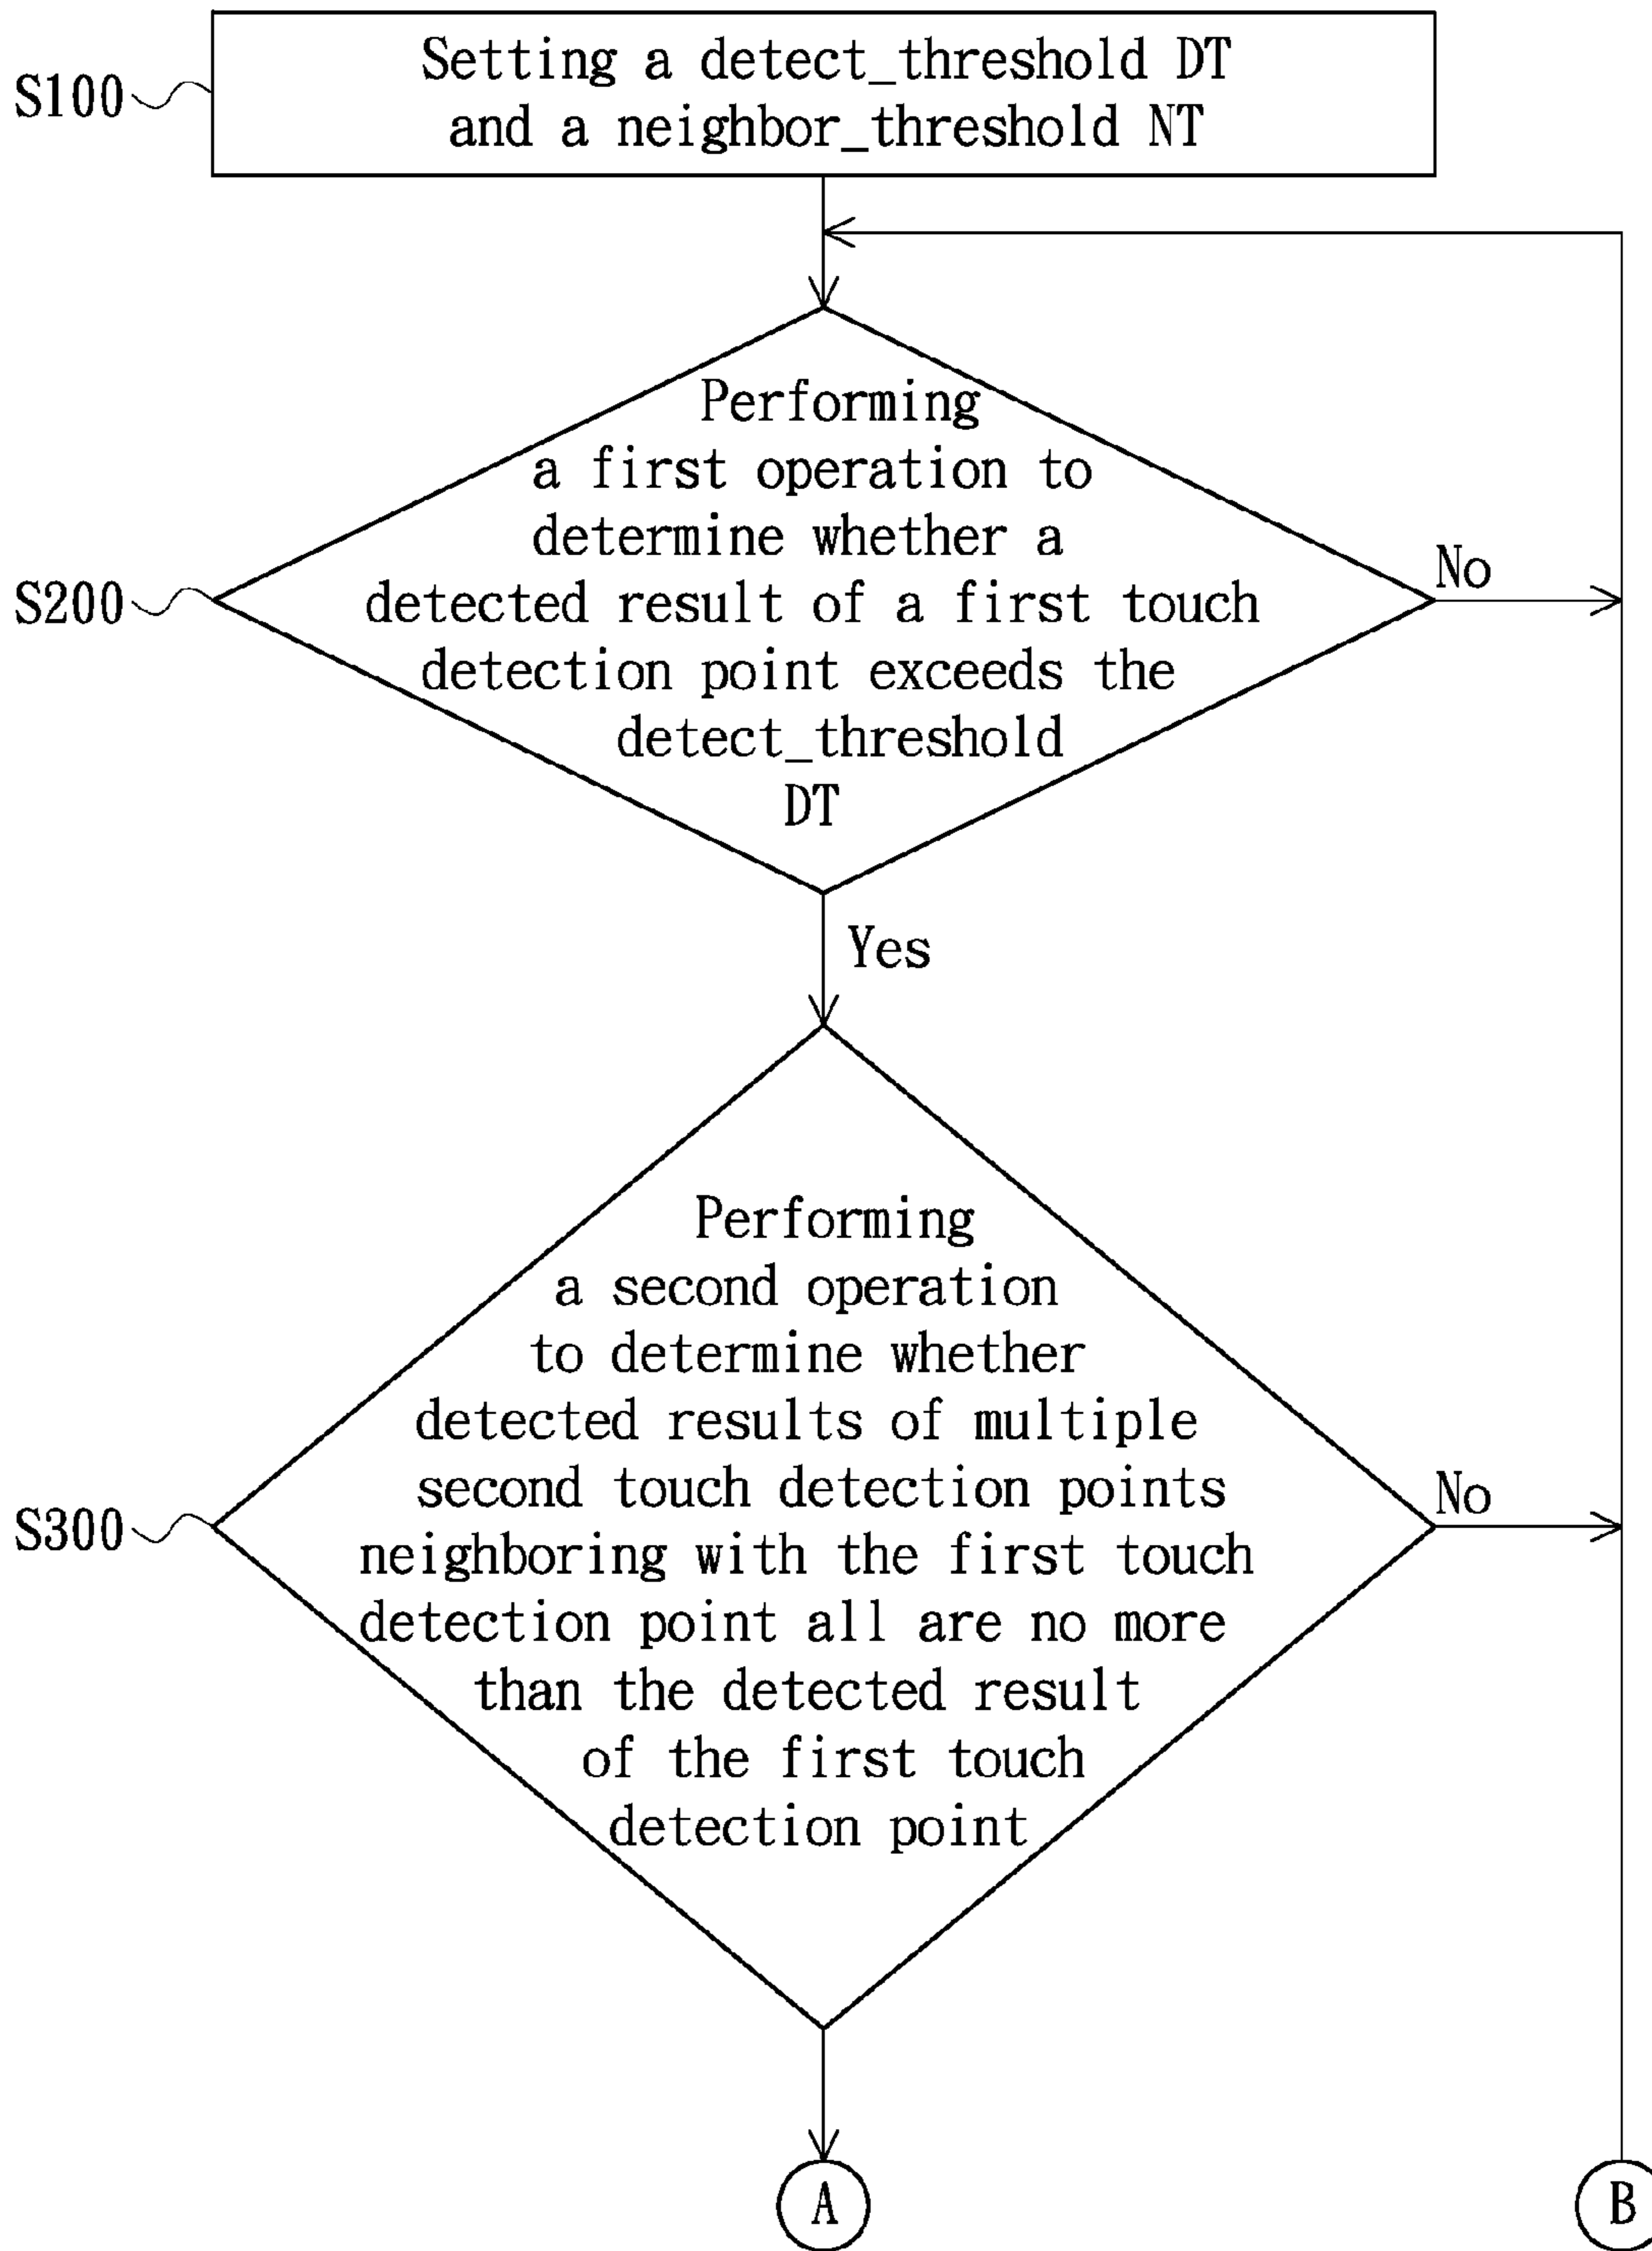 S100
Setting a detect_threshold DT
and a neighbor_threshold NT
S200
Performing
a first operation to
determine whether a
detected result of a first touch
detection point exceeds the
detect_threshold
DT
No
Yes
S300
Performing
a second operation
to determine whether
detected results of multiple
second touch detection points
neighboring with the first touch
detection point all are no more
than the detected result
of the first touch
detection point
No
A
B